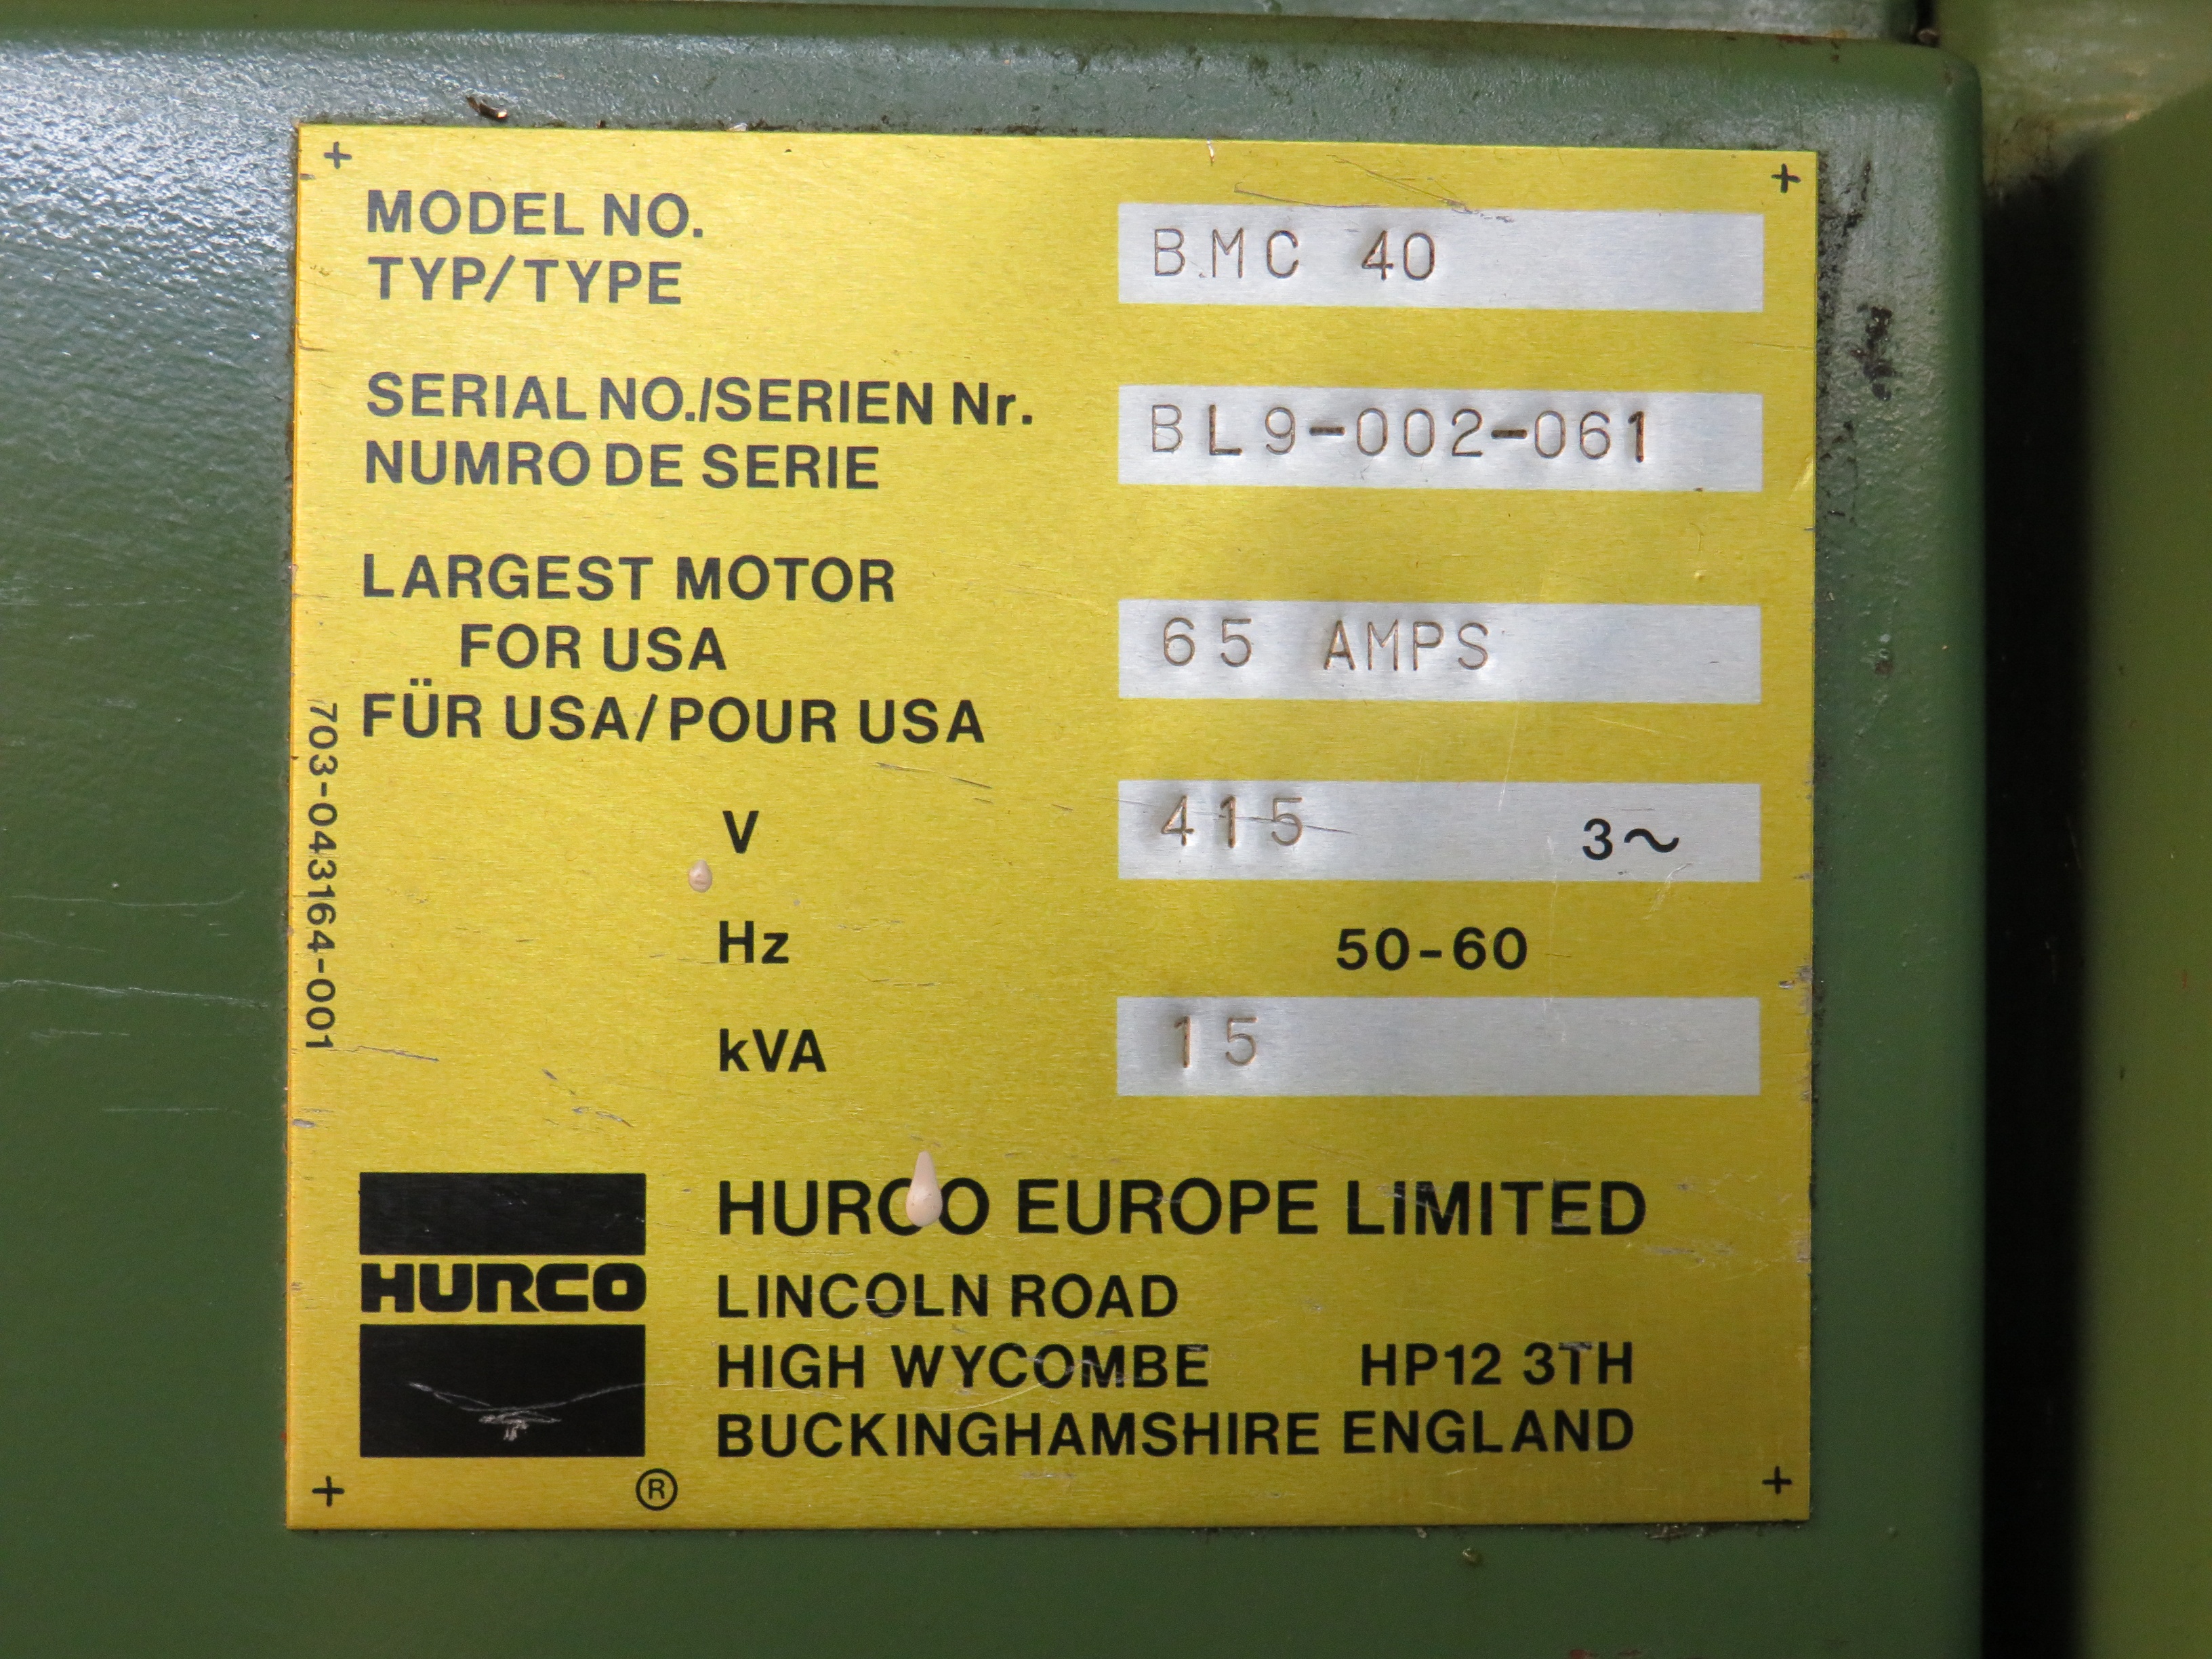 MODEL NO.
TYP/TYPE
BMC 40
SERIAL NO./SERIEN Nr.
NUMRO DE SERIE
BL9-002-061
LARGEST MOTOR
FOR USA
FÜR USA/POUR USA
65 AMPS
V
415 3~
Hz
50-60
kVA
15
703-043164-001
HURCO
®
HURCO EUROPE LIMITED
LINCOLN ROAD
HIGH WYCOMBE HP12 3TH
BUCKINGHAMSHIRE ENGLAND